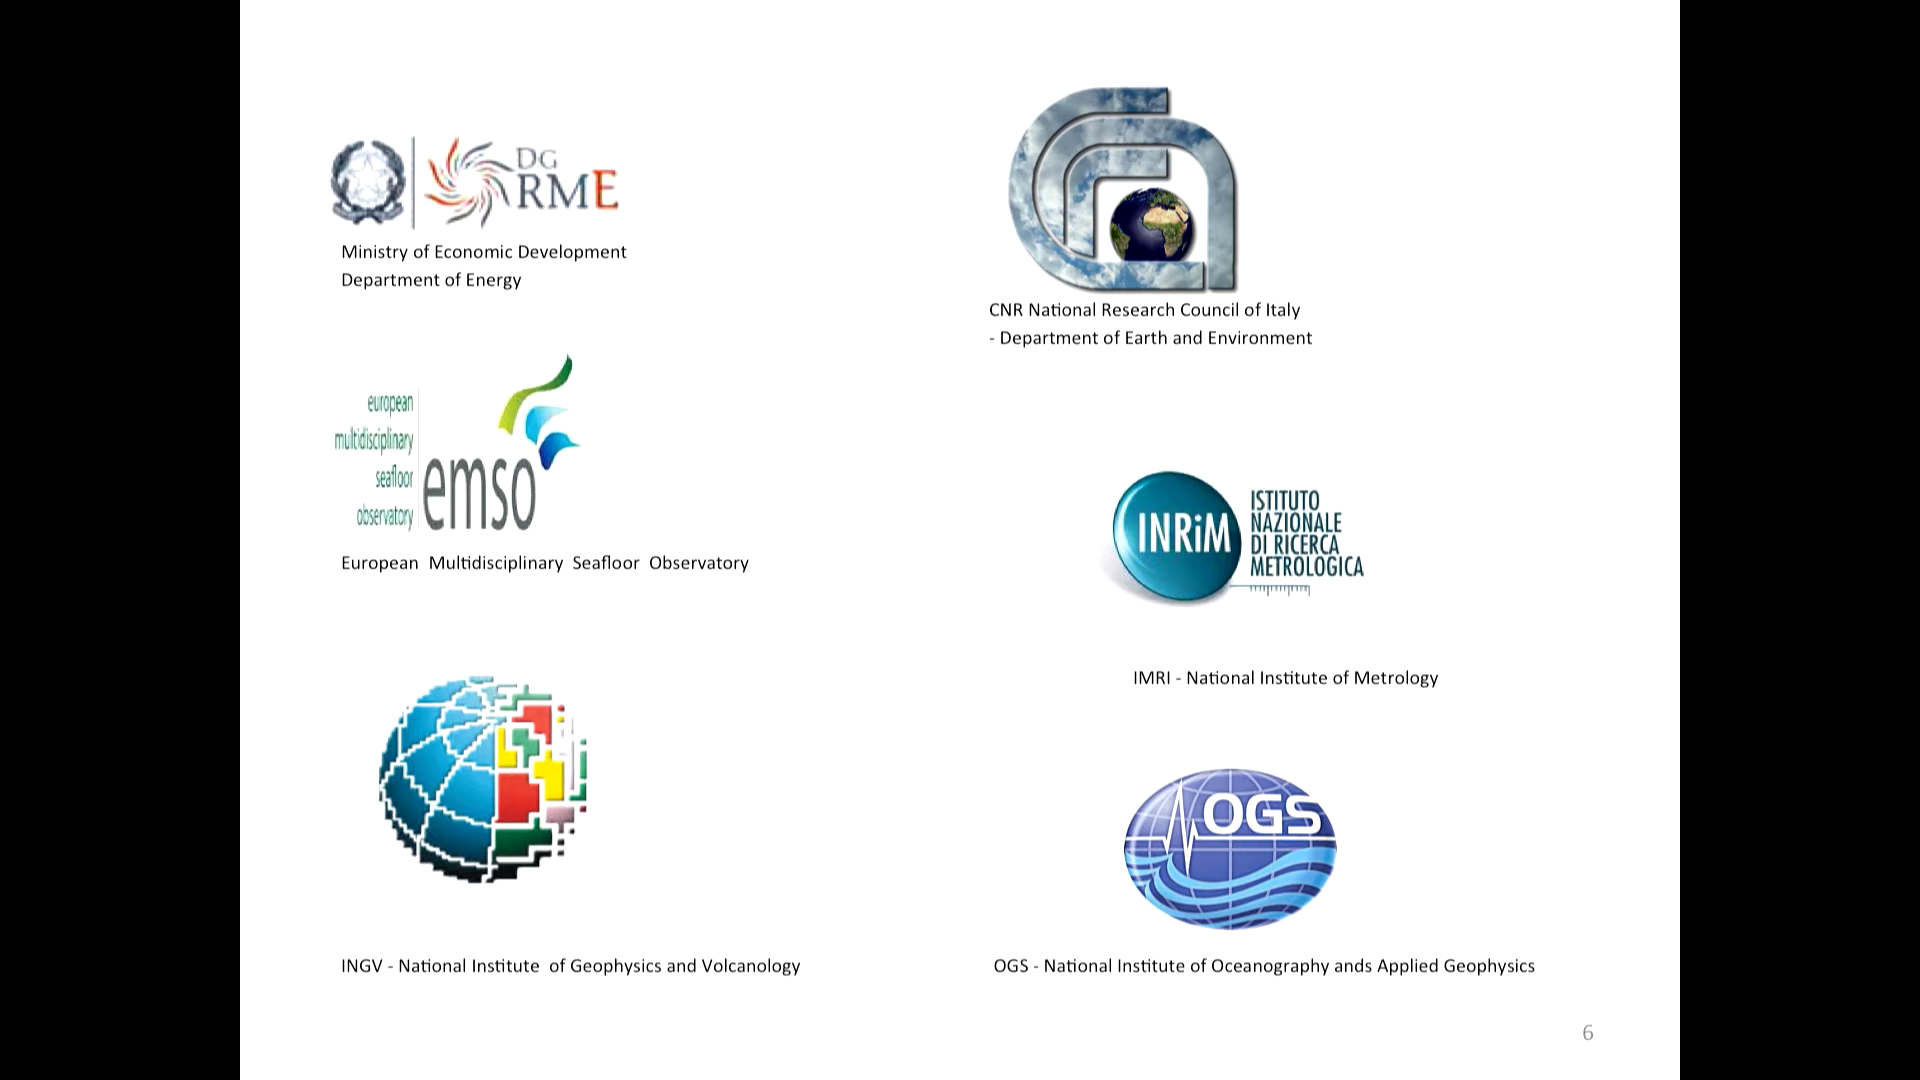 DG
RME
Ministry of Economic Development
Department of Energy
CNR National Research Council of Italy
- Department of Earth and Environment
european
multidisciplinary
seafloor
observatory
emso
European Multidisciplinary Seafloor Observatory
INRiM
ISTITUTO
NAZIONALE
DI RICERCA
METROLOGICA
IMRI - National Institute of Metrology
INGV - National Institute of Geophysics and Volcanology
OGS
OGS - National Institute of Oceanography ands Applied Geophysics
6